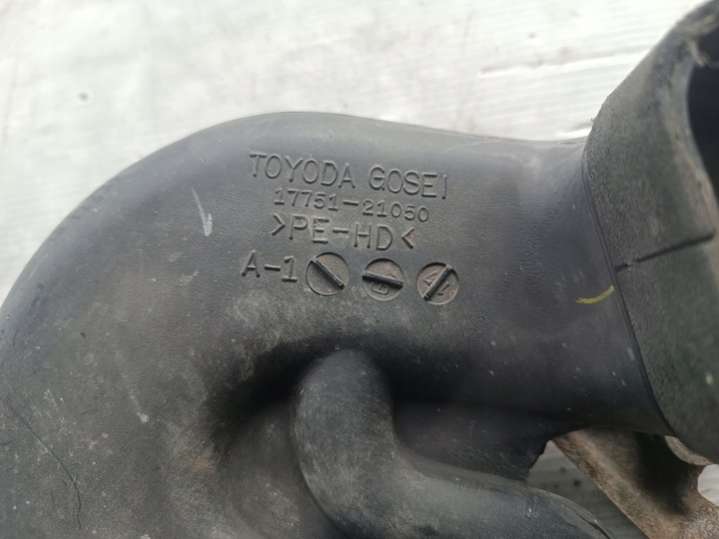 TOYODA GOSEI
17751-21050
>PE-HD<
A-1